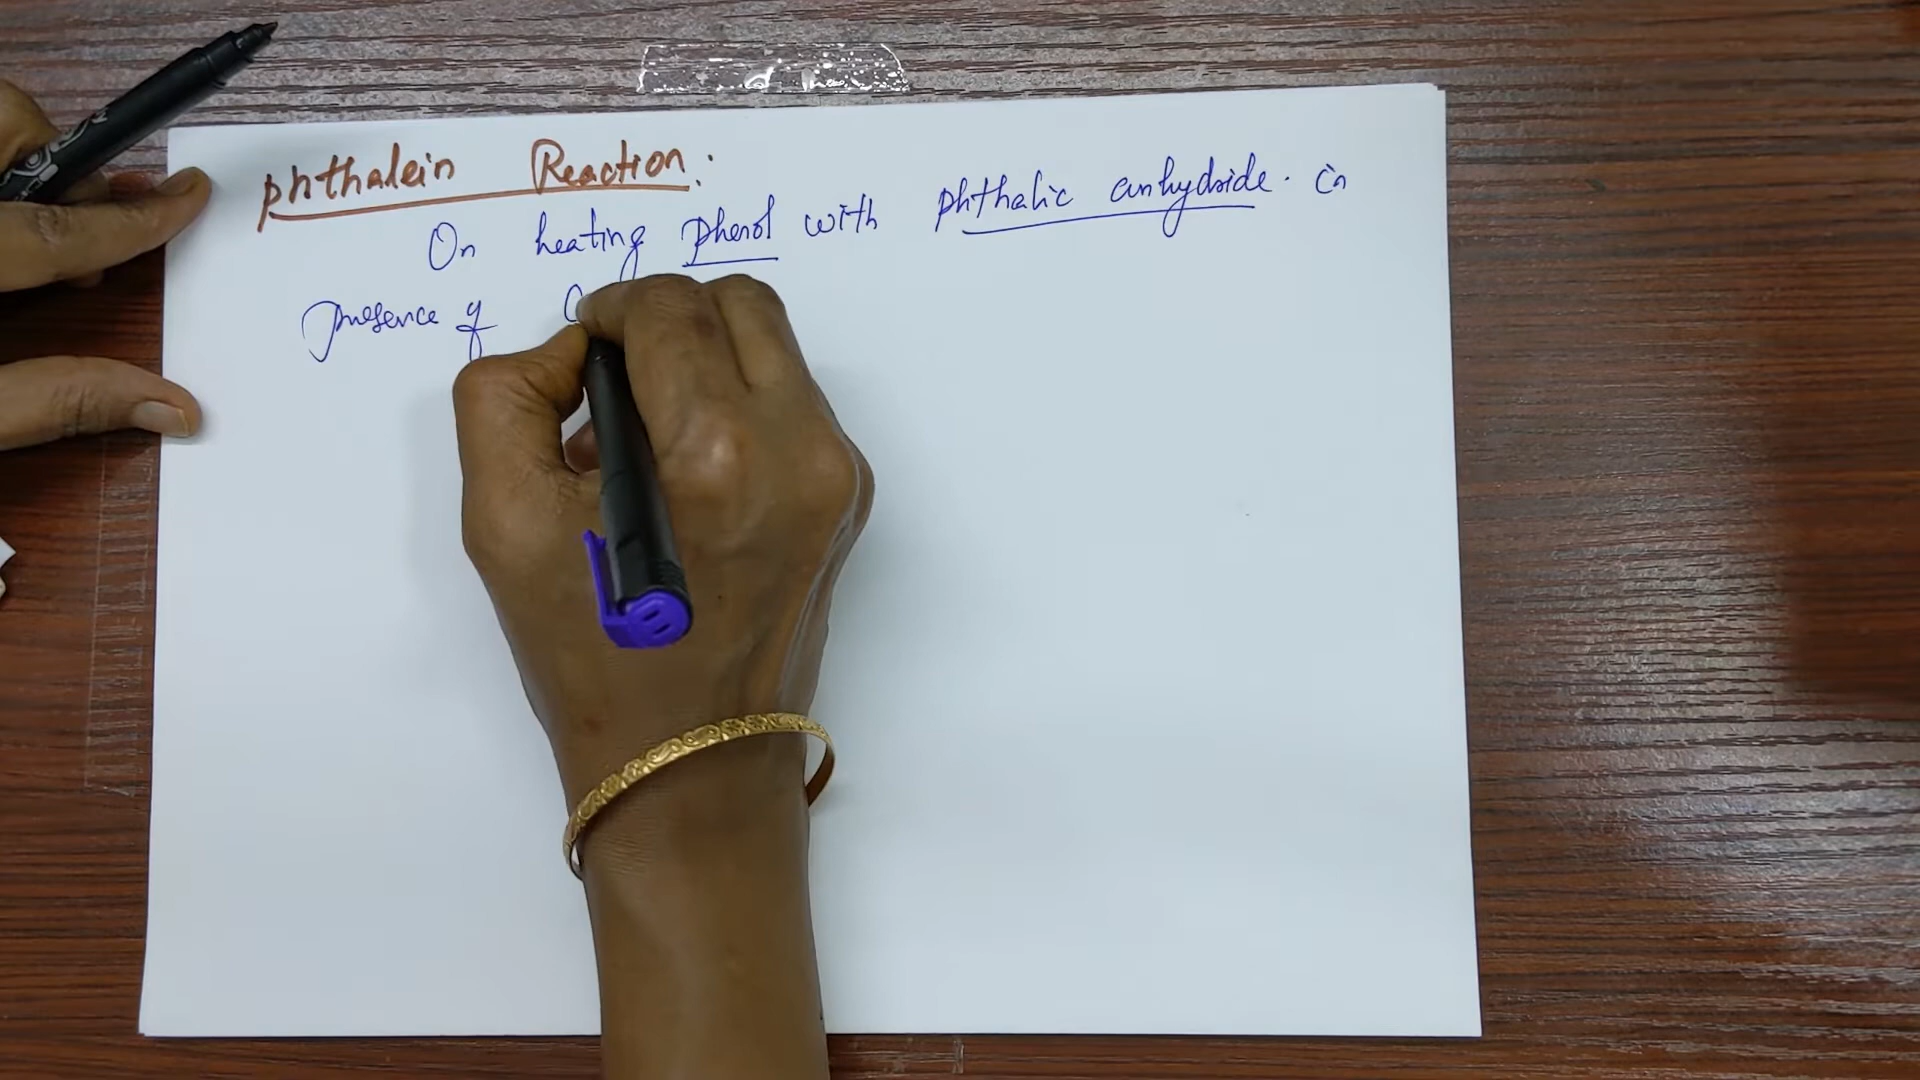 phthalein Reaction:
On heating phenol with phthalic anhydride. in
presence of